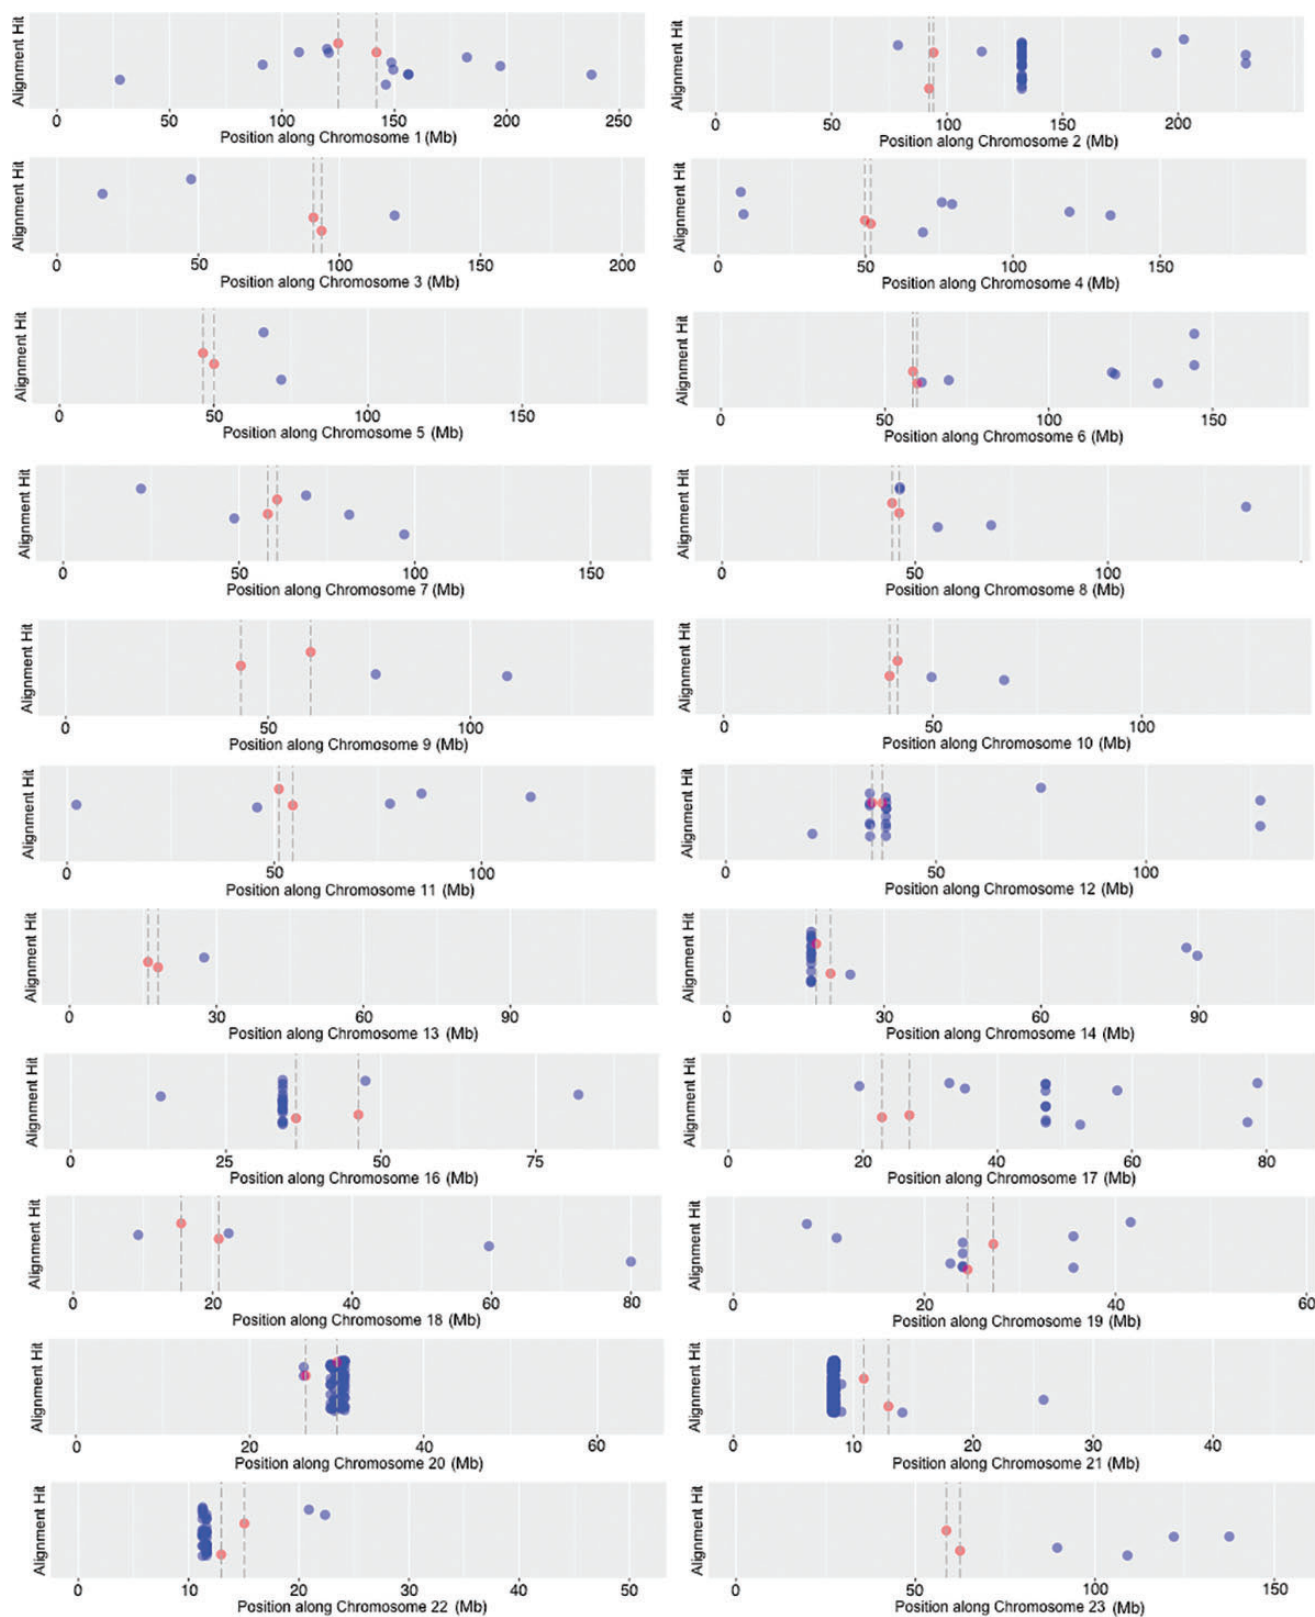 Alignment Hit
0 50 100 150 200 250
Position along Chromosome 1 (Mb)
Alignment Hit
0 50 100 150 200
Position along Chromosome 2 (Mb)
Alignment Hit
0 50 100 150 200
Position along Chromosome 3 (Mb)
Alignment Hit
0 50 100 150
Position along Chromosome 4 (Mb)
Alignment Hit
0 50 100 150
Position along Chromosome 5 (Mb)
Alignment Hit
0 50 100 150
Position along Chromosome 6 (Mb)
Alignment Hit
0 50 100 150
Position along Chromosome 7 (Mb)
Alignment Hit
0 50 100
Position along Chromosome 8 (Mb)
Alignment Hit
0 50 100
Position along Chromosome 9 (Mb)
Alignment Hit
0 50 100
Position along Chromosome 10 (Mb)
Alignment Hit
0 50 100
Position along Chromosome 11 (Mb)
Alignment Hit
0 50 100
Position along Chromosome 12 (Mb)
Alignment Hit
0 30 60 90
Position along Chromosome 13 (Mb)
Alignment Hit
0 30 60 90
Position along Chromosome 14 (Mb)
Alignment Hit
0 25 50 75
Position along Chromosome 16 (Mb)
Alignment Hit
0 20 40 60 80
Position along Chromosome 17 (Mb)
Alignment Hit
0 20 40 60 80
Position along Chromosome 18 (Mb)
Alignment Hit
0 20 40 60
Position along Chromosome 19 (Mb)
Alignment Hit
0 20 40 60
Position along Chromosome 20 (Mb)
Alignment Hit
0 10 20 30 40
Position along Chromosome 21 (Mb)
Alignment Hit
0 10 20 30 40 50
Position along Chromosome 22 (Mb)
Alignment Hit
0 50 100 150
Position along Chromosome 23 (Mb)